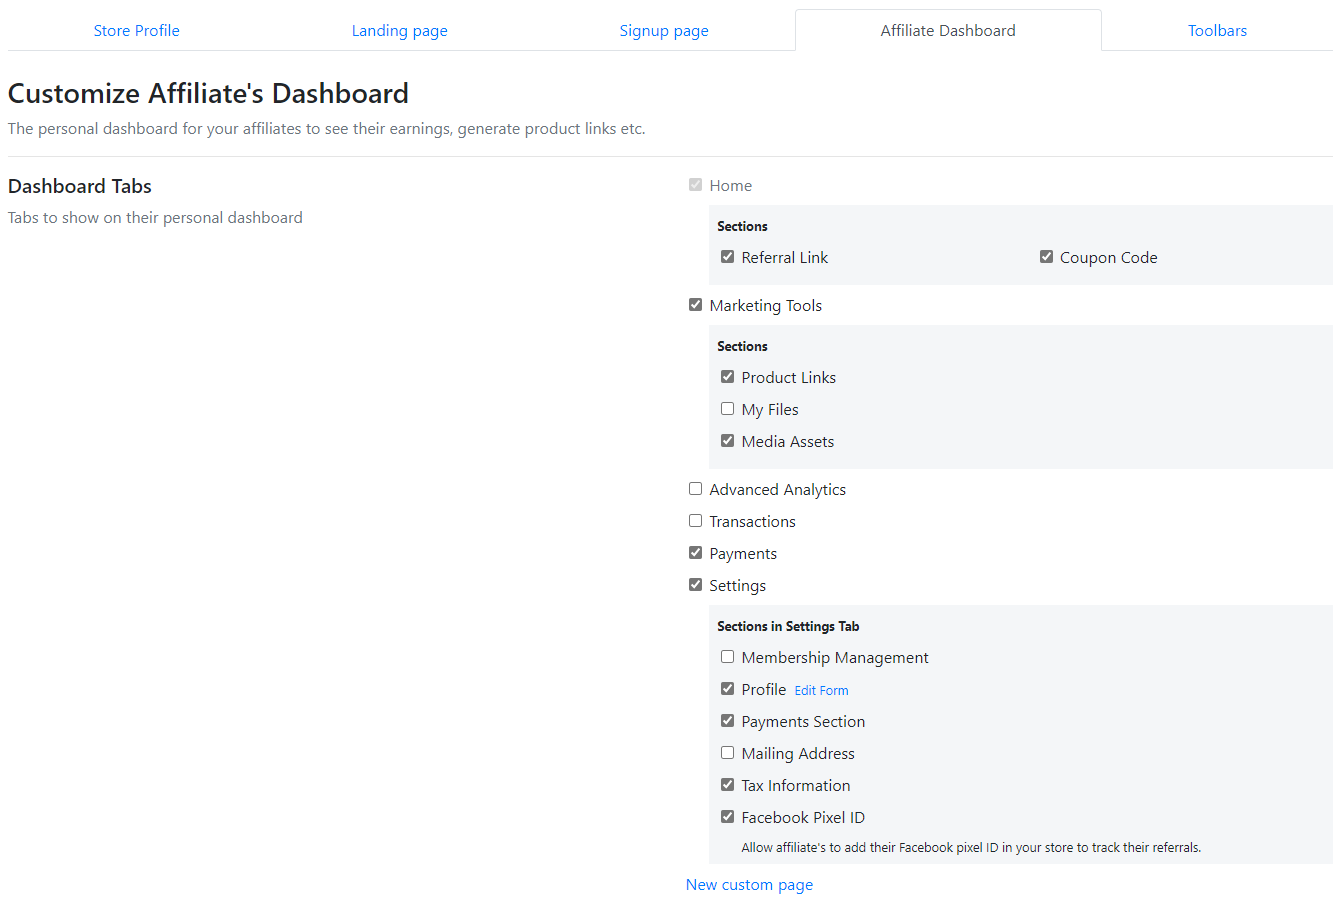 Store Profile Landing page Signup page Affiliate Dashboard Toolbars
Customize Affiliate's Dashboard
The personal dashboard for your affiliates to see their earnings, generate product links etc.
Dashboard Tabs
Tabs to show on their personal dashboard
Home
Sections
Referral Link Coupon Code
Marketing Tools
Sections
Product Links
My Files
Media Assets
Advanced Analytics
Transactions
Payments
Settings
Sections in Settings Tab
Membership Management
Profile Edit Form
Payments Section
Mailing Address
Tax Information
Facebook Pixel ID
Allow affiliate's to add their Facebook pixel ID in your store to track their referrals.
New custom page